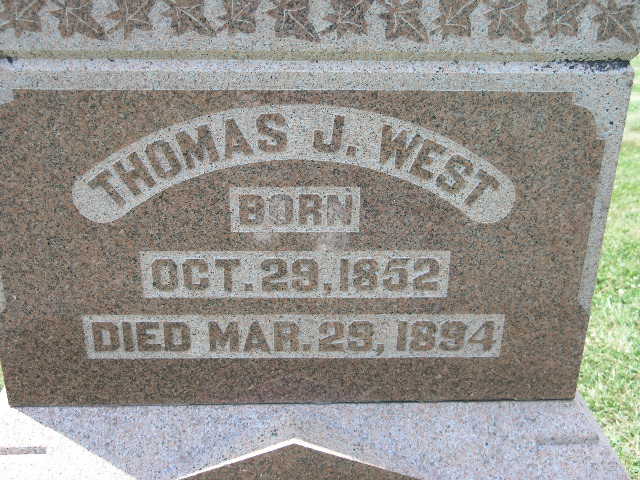 THOMAS J. WEST
BORN
OCT. 29, 1852
DIED MAR. 29, 1894